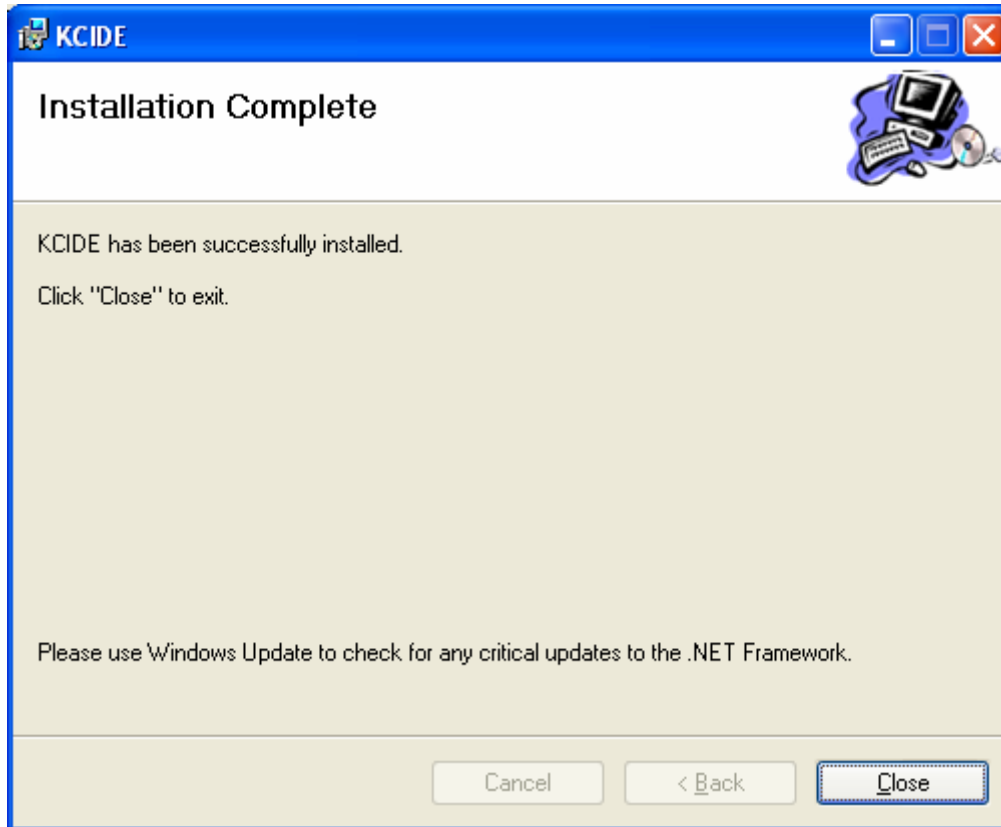 KCIDE
Installation Complete
KCIDE has been successfully installed.
Click "Close" to exit.
Please use Windows Update to check for any critical updates to the .NET Framework.
Cancel
< Back
Close